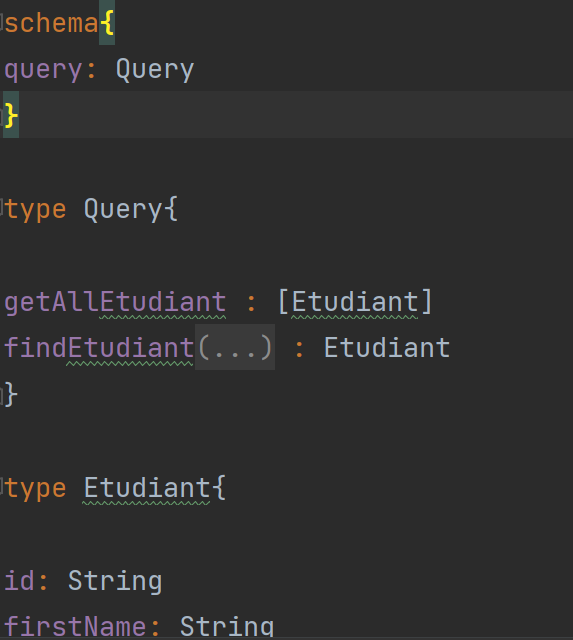 schema{
query: Query
}
type Query{
getAllEtudiant : [Etudiant]
findEtudiant(...) : Etudiant
}
type Etudiant{
id: String
firstName: String